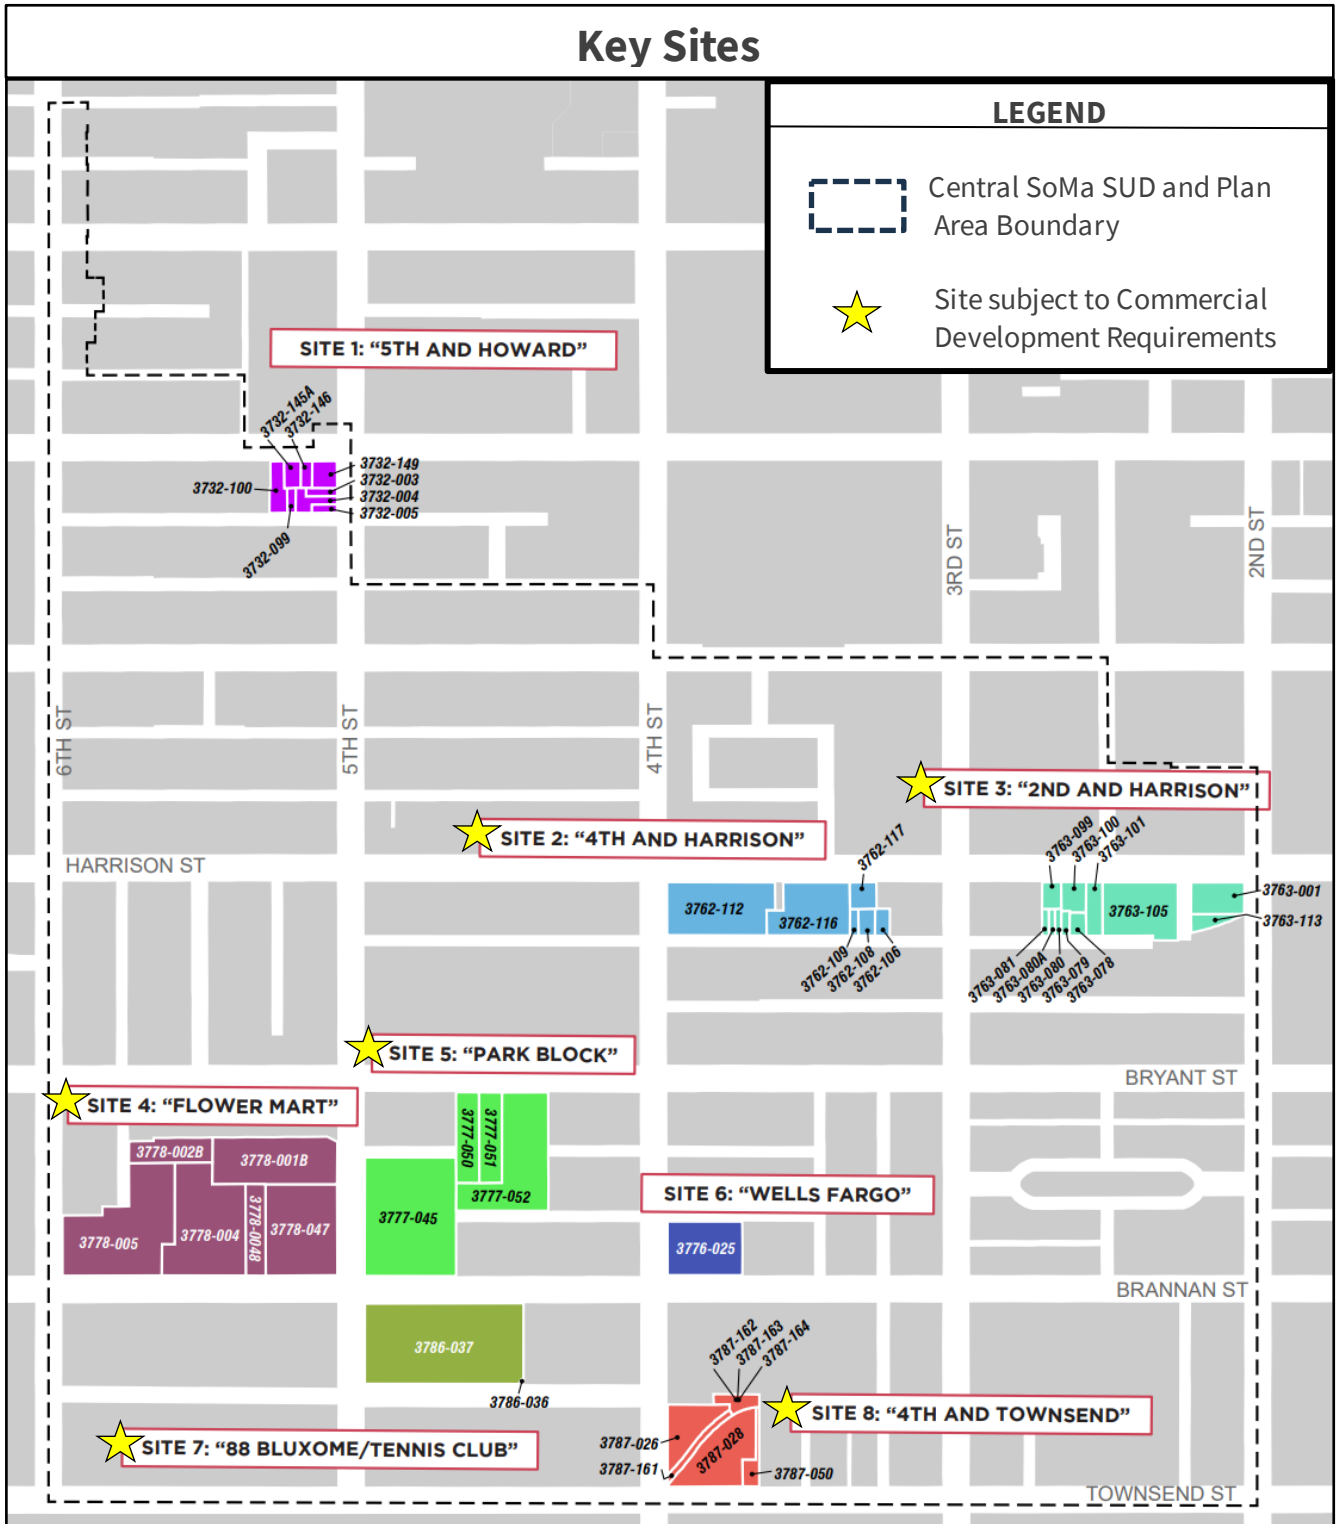 Key Sites
LEGEND
Central SoMa SUD and Plan
Area Boundary
Site subject to Commercial
Development Requirements
SITE 1: “5TH AND HOWARD”
3732-145A
3732-146
3732-149
3732-003
3732-100
3732-004
3732-005
3732-099
3RD ST
2ND ST
6TH ST
5TH ST
4TH ST
SITE 3: “2ND AND HARRISON”
SITE 2: “4TH AND HARRISON”
HARRISON ST
3762-117
3763-099
3763-100
3763-101
3762-112
3762-116
3763-105
3763-001
3763-113
3762-109
3762-108
3762-106
3763-081
3763-080A
3763-080
3763-079
3763-078
SITE 5: “PARK BLOCK”
BRYANT ST
SITE 4: “FLOWER MART”
3778-002B
3778-001B
3777-050
3777-051
3777-052
3777-045
3778-005
3778-004
3778-0048
3778-047
SITE 6: “WELLS FARGO”
3776-025
BRANNAN ST
3786-037
3786-036
3787-162
3787-163
3787-164
SITE 8: “4TH AND TOWNSEND”
SITE 7: “88 BLUXOME/TENNIS CLUB”
3787-026
3787-161
3787-028
3787-050
TOWNSEND ST